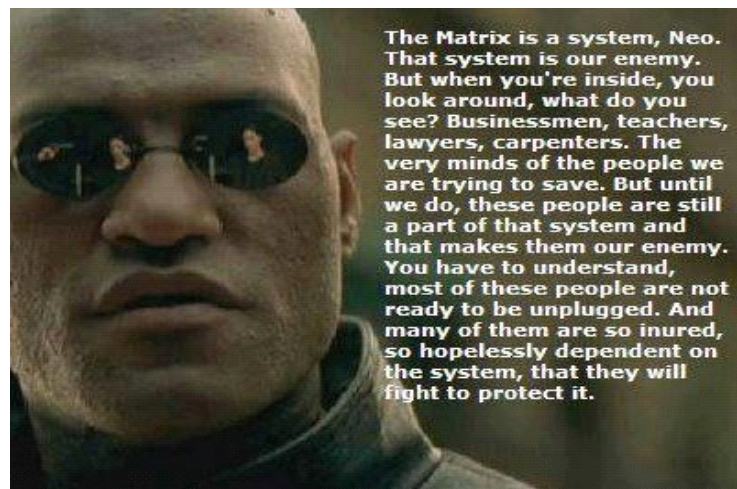 The Matrix is a system, Neo.
That system is our enemy.
But when you're inside, you
look around, what do you
see? Businessmen, teachers,
lawyers, carpenters. The
very minds of the people we
are trying to save. But until
we do, these people are still
a part of that system and
that makes them our enemy.
You have to understand,
most of these people are not
ready to be unplugged. And
many of them are so inured,
so hopelessly dependent on
the system, that they will
fight to protect it.